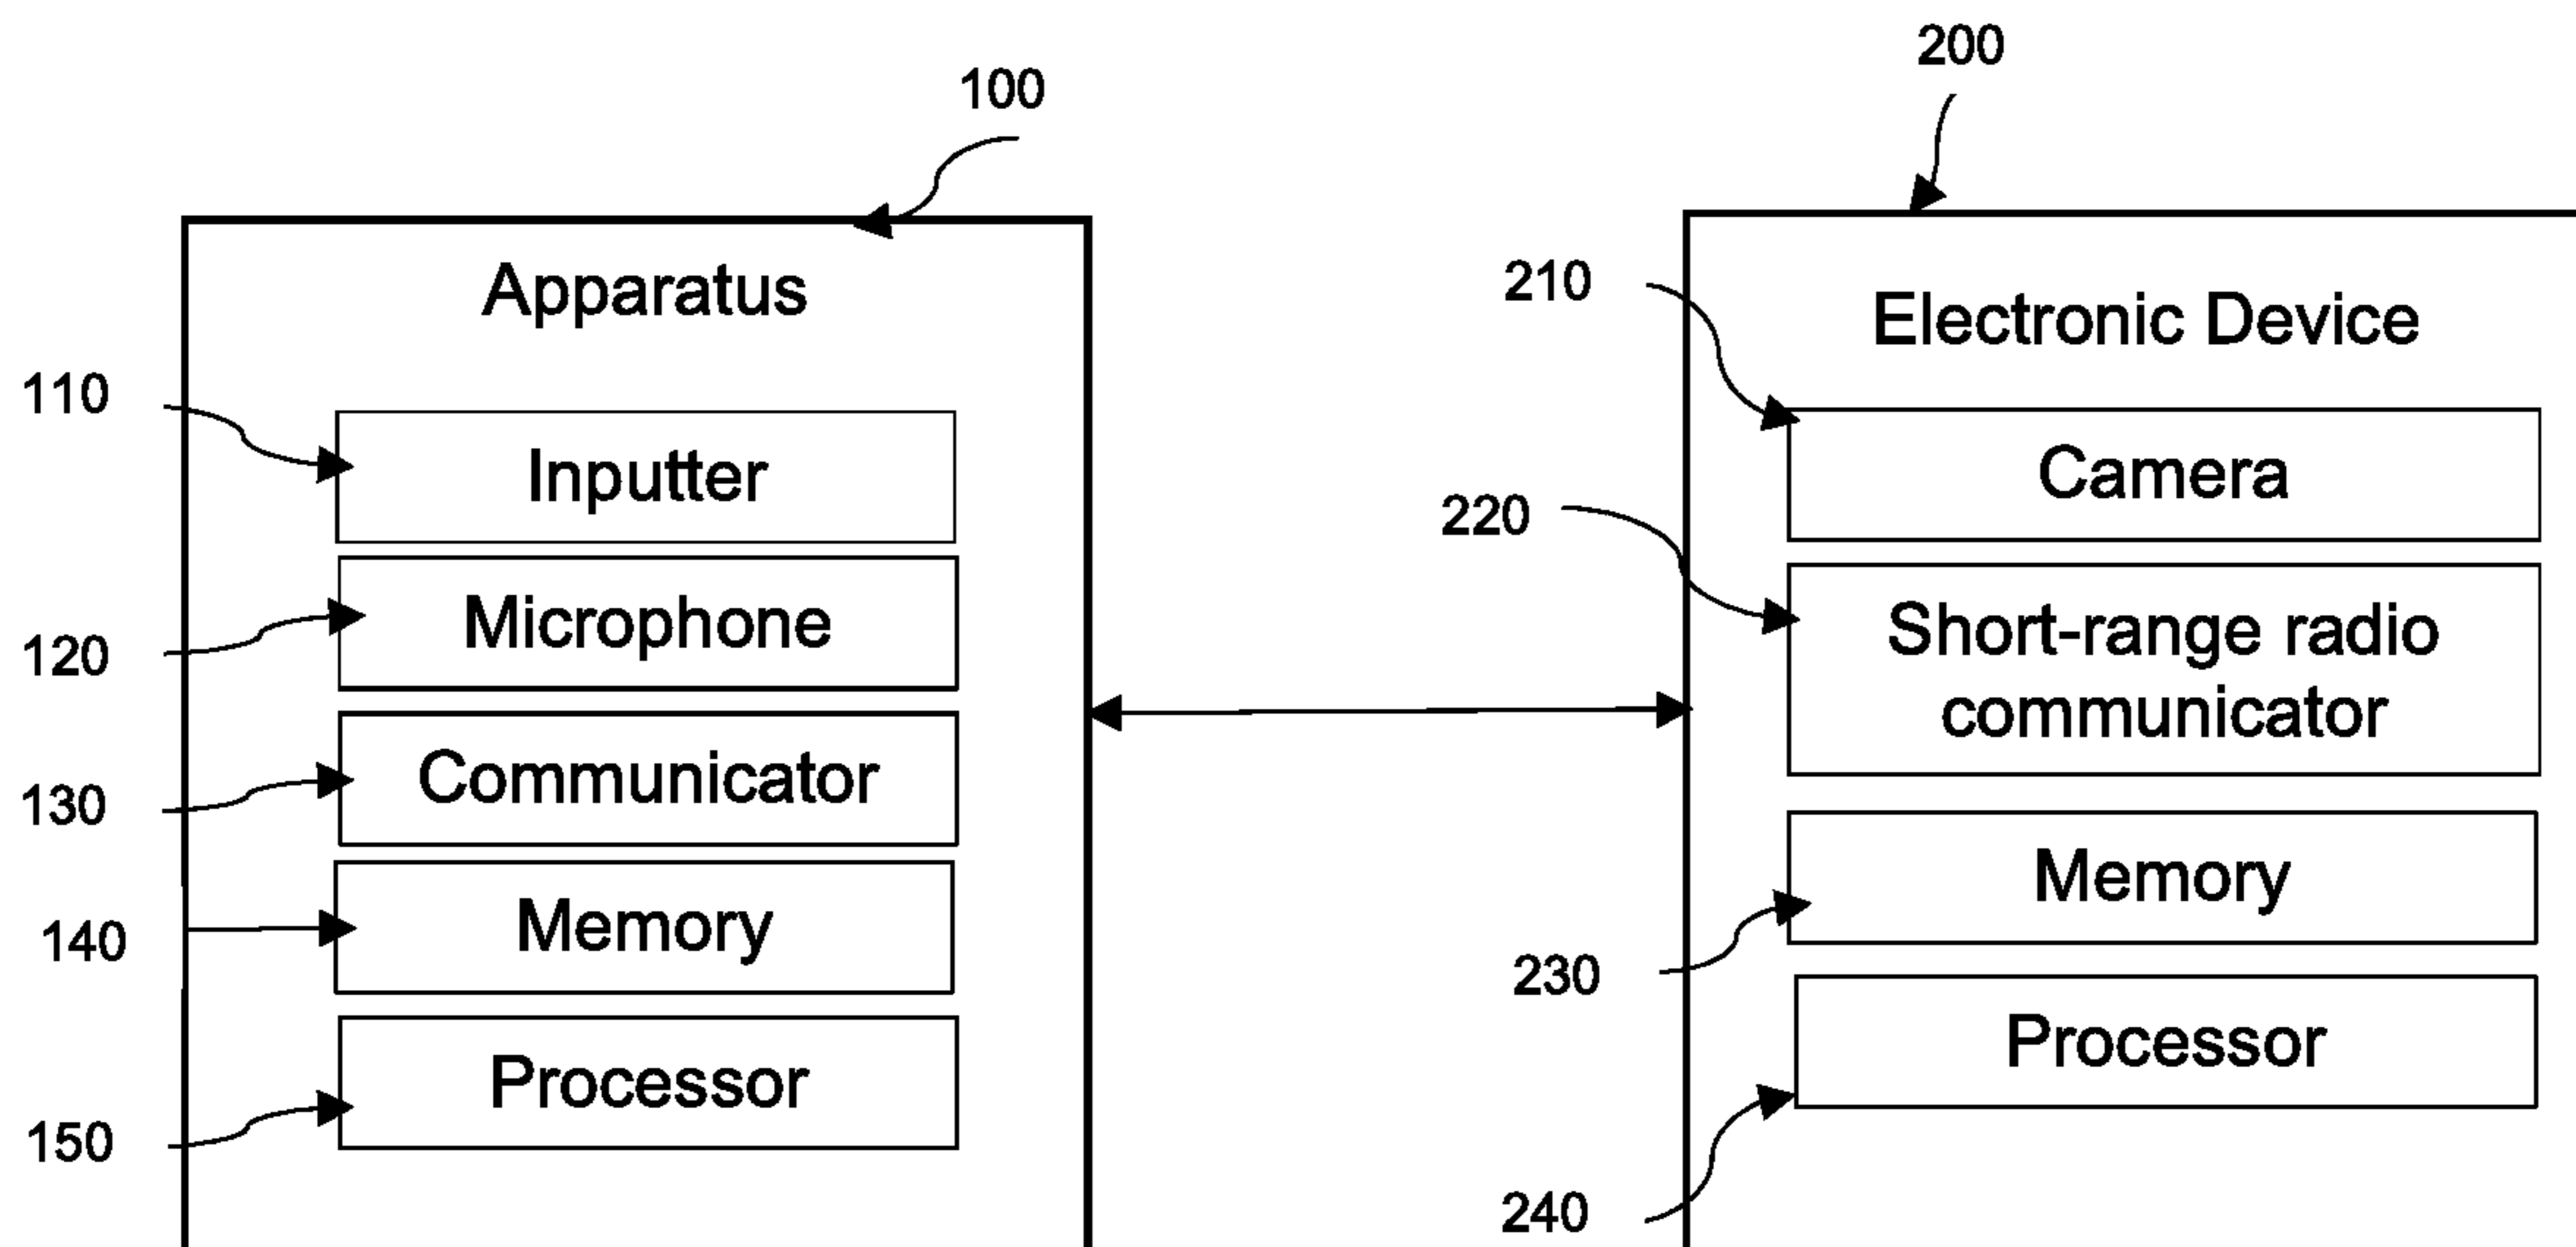 100
Apparatus
110
Inputter
120
Microphone
130
Communicator
140
Memory
150
Processor
200
Electronic Device
210
Camera
220
Short-range radio
communicator
230
Memory
240
Processor